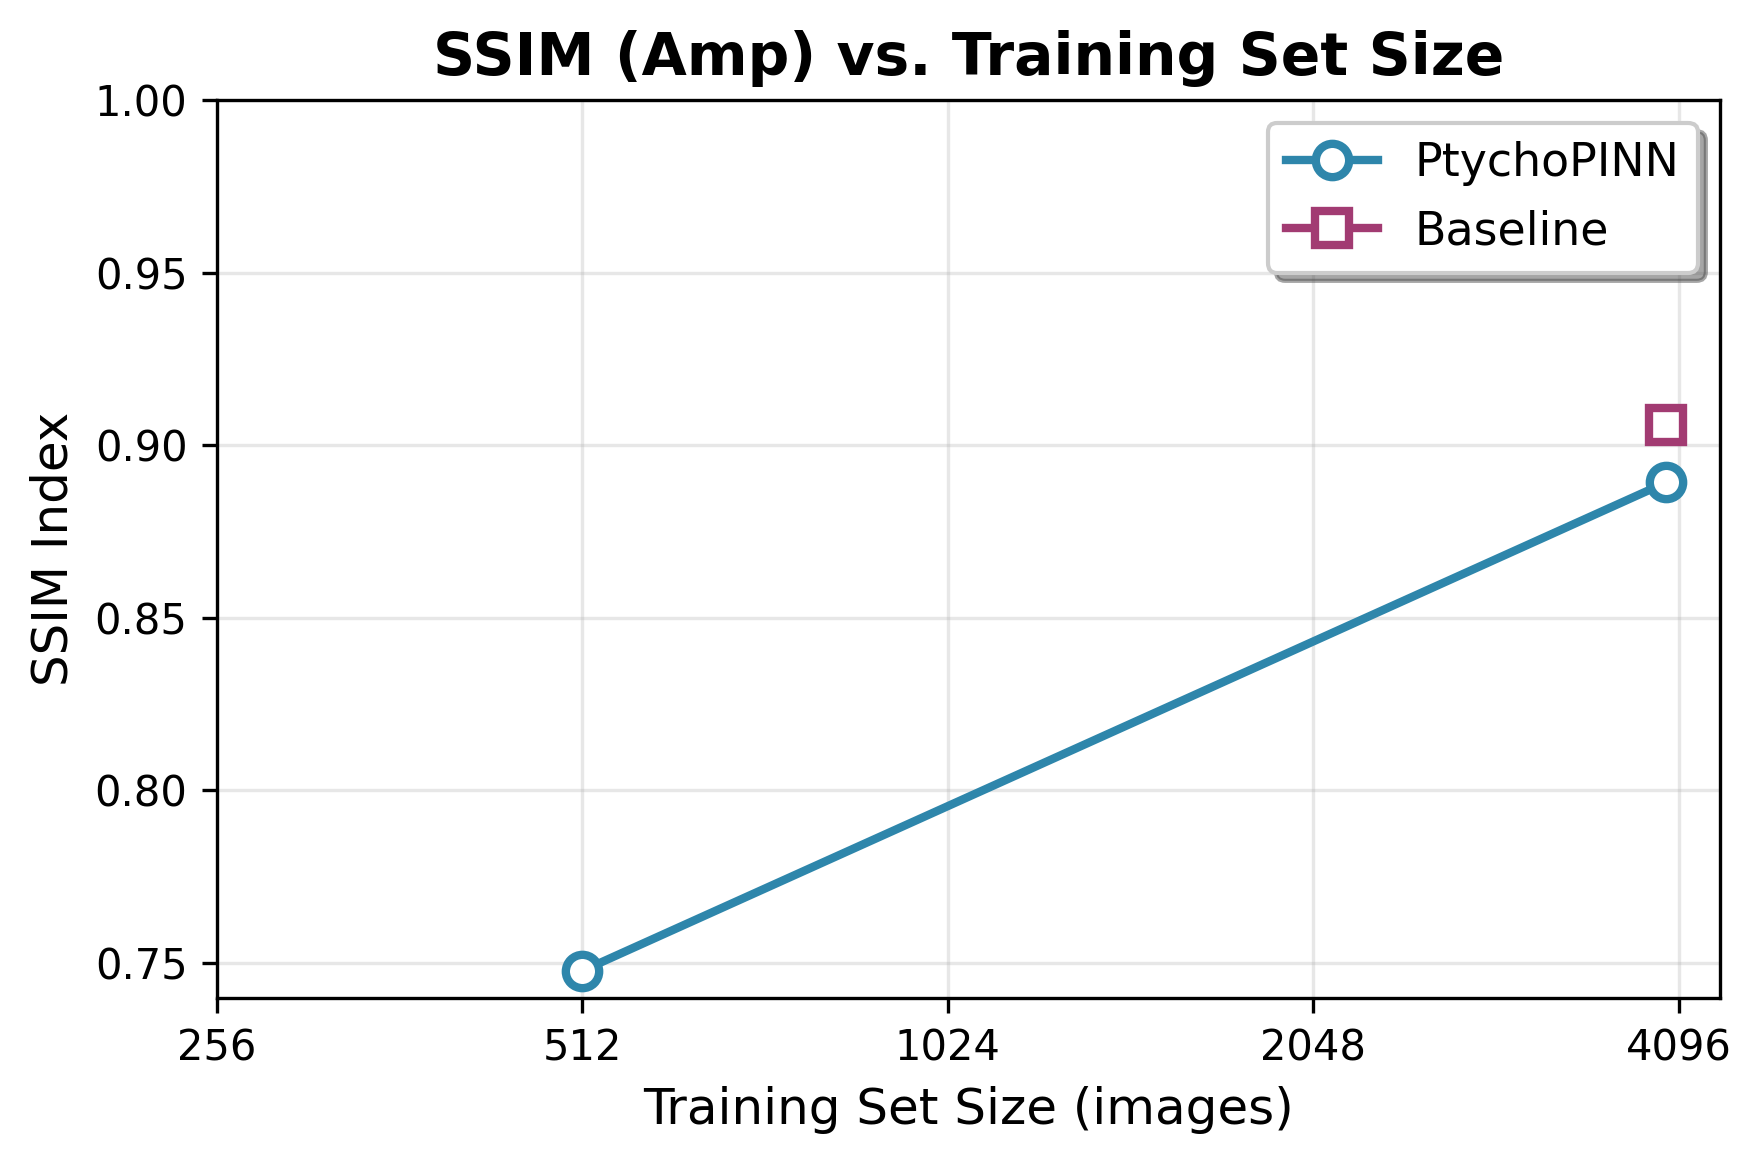 SSIM (Amp) vs. Training Set Size
1.00
0.95
0.90
0.85
0.80
0.75
SSIM Index
PtychoPINN
Baseline
256 512 1024 2048 4096
Training Set Size (images)